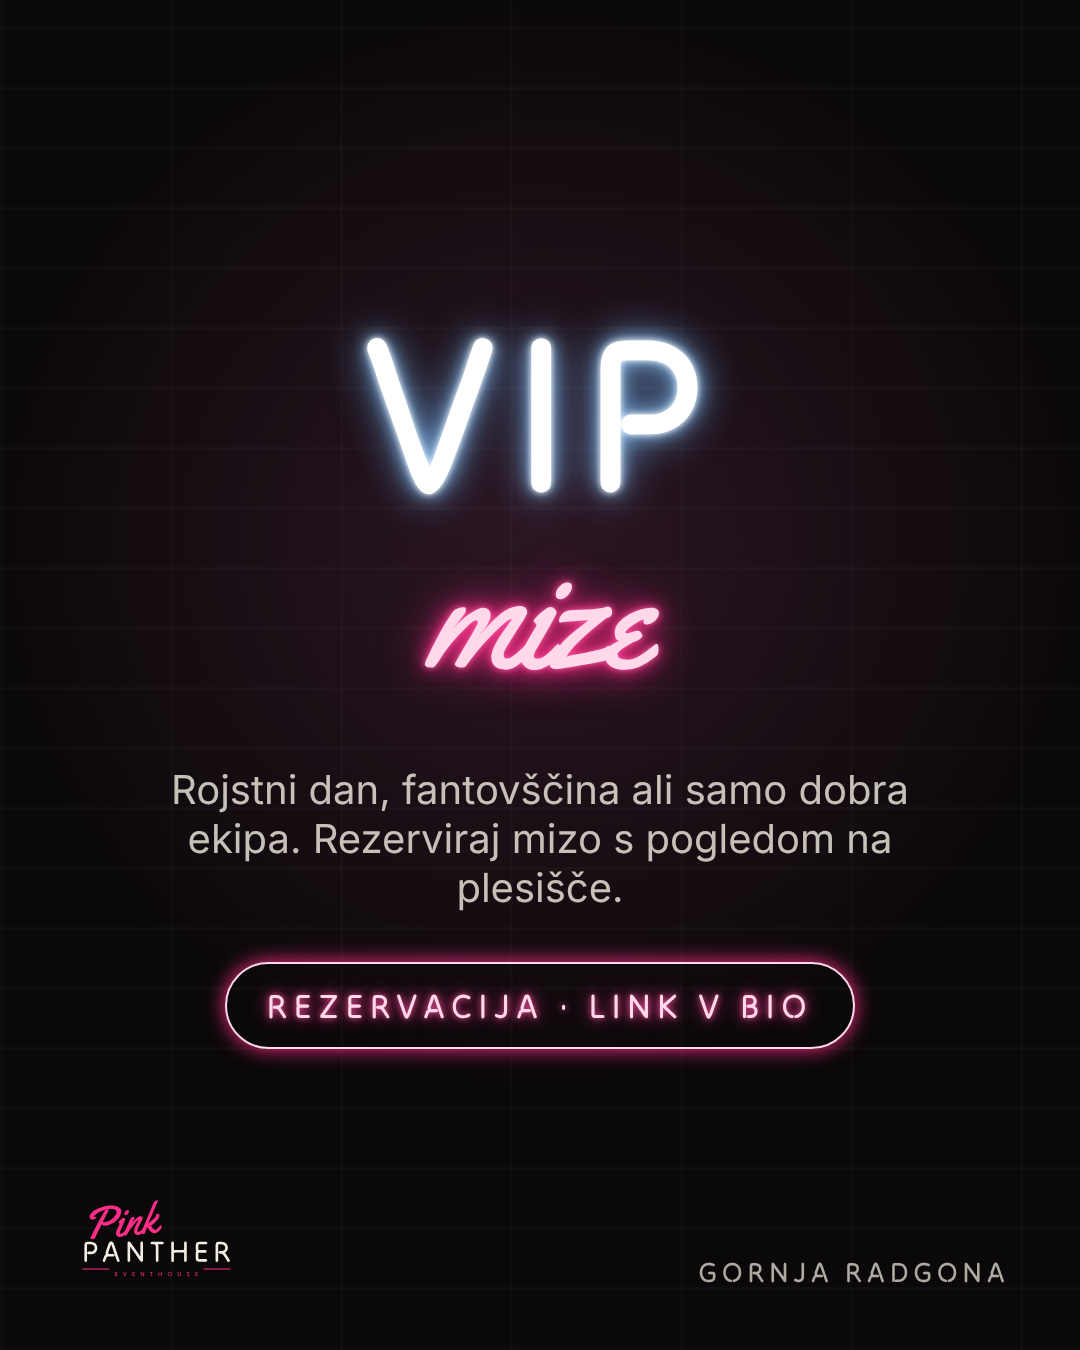 VIP
mize
Rojstni dan, fantovščina ali samo dobra
ekipa. Rezerviraj mizo s pogledom na
plesišče.
REZERVACIJA · LINK V BIO
Pink
PANTHER
EVENTHOUSE
GORNJA RADGONA